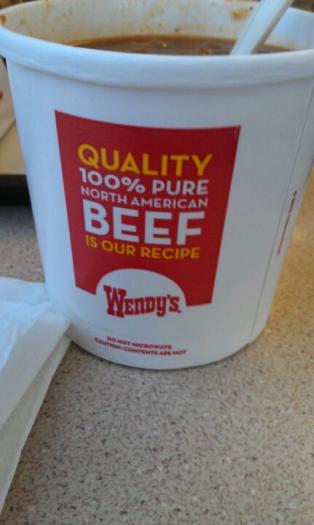 QUALITY
100% PURE
NORTH AMERICAN
BEEF
IS OUR RECIPE
WENDY'S
DO NOT MICROWAVE
CAUTION: CONTENTS ARE HOT